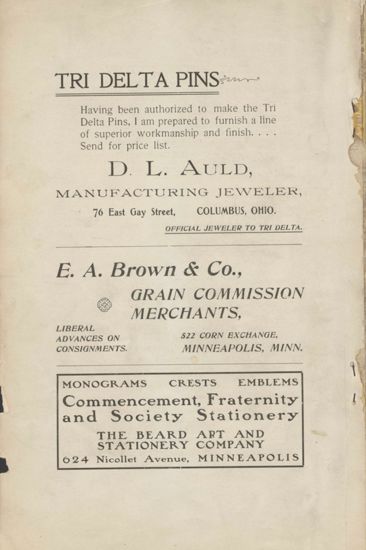 TRI DELTA PINS
Having been authorized to make the Tri
Delta Pins, I am prepared to furnish a line
of superior workmanship and finish. . . .
Send for price list.
D. L. AULD,
MANUFACTURING JEWELER,
76 East Gay Street, COLUMBUS, OHIO.
OFFICIAL JEWELER TO TRI DELTA.
E. A. Brown & Co.,
GRAIN COMMISSION
MERCHANTS,
LIBERAL
ADVANCES ON
CONSIGNMENTS.
522 CORN EXCHANGE,
MINNEAPOLIS, MINN.
MONOGRAMS CRESTS EMBLEMS
Commencement, Fraternity
and Society Stationery
THE BEARD ART AND
STATIONERY COMPANY
624 Nicollet Avenue, MINNEAPOLIS